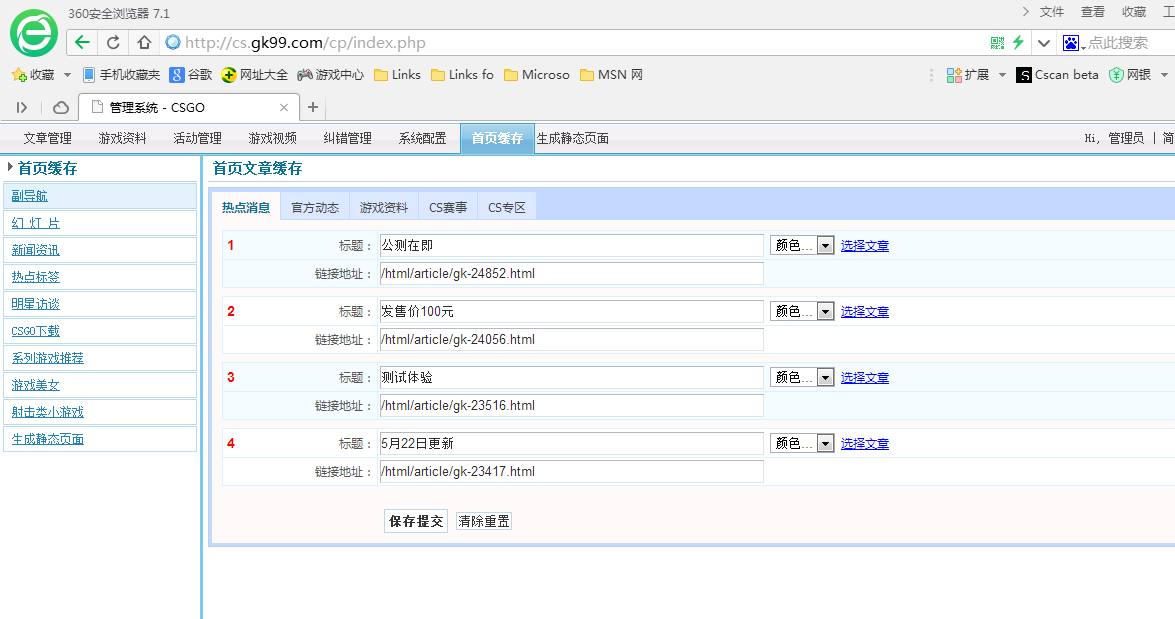 360安全浏览器 7.1
文件 查看 收藏 工
http://cs.gk99.com/cp/index.php
点此搜索
收藏 手机收藏夹 谷歌 网址大全 游戏中心 Links Links fo Microso MSN 网 扩展 Cscan beta 网银
管理系统 - CSGO
文章管理 游戏资料 活动管理 游戏视频 纠错管理 系统配置 首页缓存 生成静态页面 Hi, 管理员 | 简
首页缓存
副导航
幻 灯 片
新闻资讯
热点标签
明星访谈
CSGO下载
系列游戏推荐
游戏美女
射击类小游戏
生成静态页面
首页文章缓存
热点消息 官方动态 游戏资料 CS赛事 CS专区
1 标题： 公测在即 颜色... 选择文章
链接地址： /html/article/gk-24852.html
2 标题： 发售价100元 颜色... 选择文章
链接地址： /html/article/gk-24056.html
3 标题： 测试体验 颜色... 选择文章
链接地址： /html/article/gk-23516.html
4 标题： 5月22日更新 颜色... 选择文章
链接地址： /html/article/gk-23417.html
保存提交 清除重置